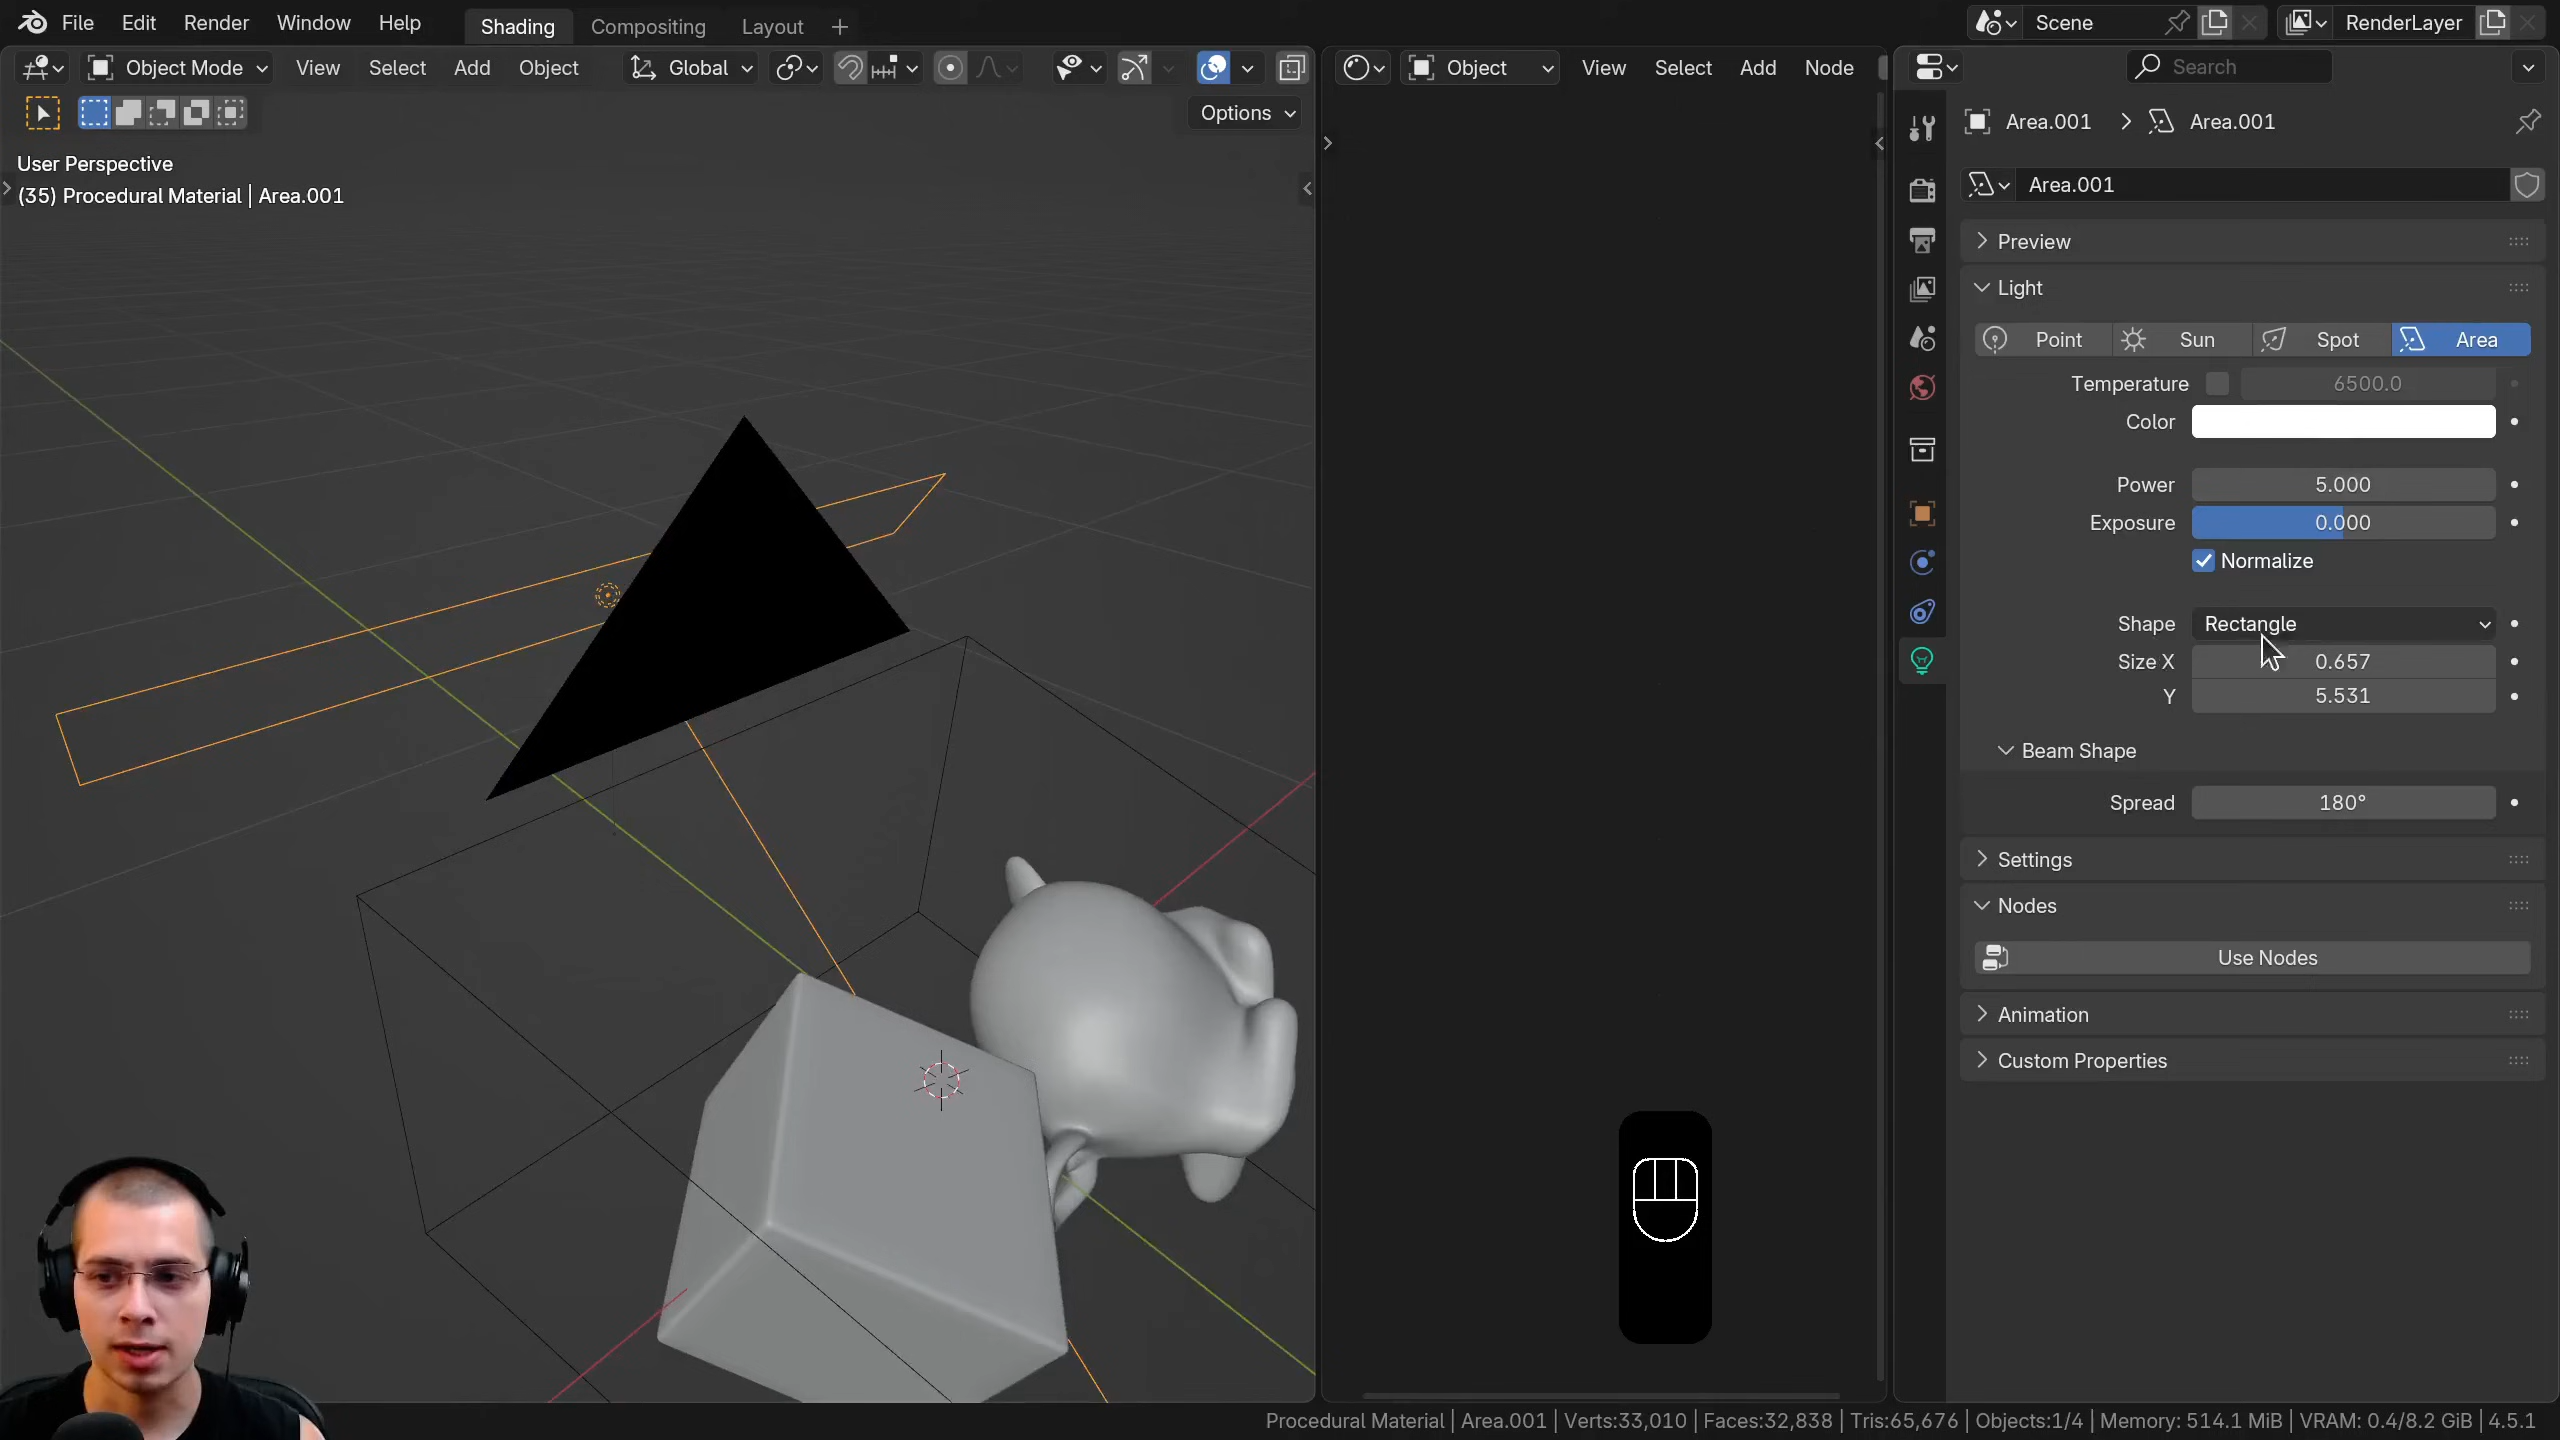 File Edit Render Window Help Shading Compositing Layout + Scene RenderLayer
Object Mode View Select Add Object Global Object View Select Add Node Search
Options
User Perspective
(35) Procedural Material | Area.001
Area.001 > Area.001
Area.001
Preview
Light
Point Sun Spot Area
Temperature 6500.0
Color
Power 5.000
Exposure 0.000
Normalize
Shape Rectangle
Size X 0.657
Y 5.531
Beam Shape
Spread 180°
Settings
Nodes
Use Nodes
Animation
Custom Properties
Procedural Material | Area.001 | Verts:33,010 | Faces:32,838 | Tris:65,676 | Objects:1/4 | Memory: 514.1 MiB | VRAM: 0.4/8.2 GiB | 4.5.1